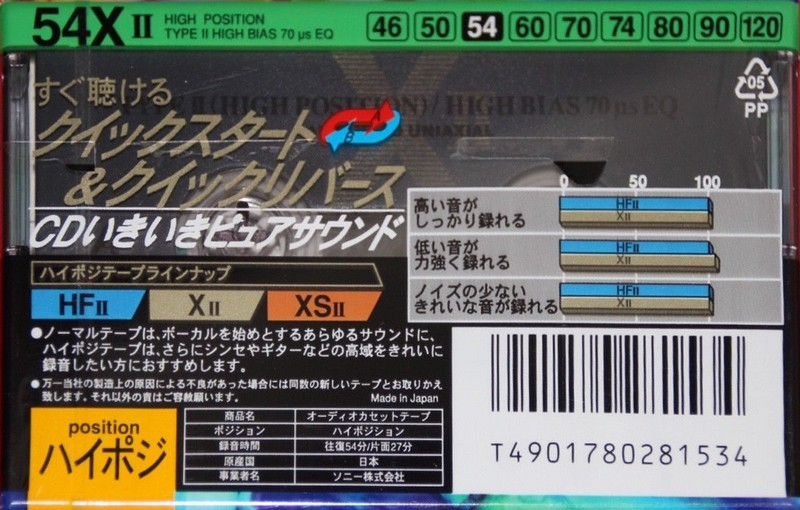 54X II HIGH POSITION
TYPE II HIGH BIAS 70 µs EQ
46 50 54 60 70 74 80 90 120
すぐ聴ける
クイックスタート
&クイックリバース
CDいきいきピュアサウンド
TYPE II (HIGH POSITION) / HIGH BIAS 70 µs EQ
UNIAXIAL
05
PP
0 50 100
高い音が
しっかり録れる
HFII
XII
低い音が
力強く録れる
HFII
XII
ノイズの少ない
きれいな音が録れる
HFII
XII
ハイポジテープラインナップ
HFII XII XSII
●ノーマルテープは、ボーカルを始めとするあらゆるサウンドに、
ハイポジテープは、さらにシンセやギターなどの高域をきれいに
録音したい方におすすめします。
●万一当社の製造上の原因による不良があった場合には同数の新しいテープとお取りかえ
致します。それ以外の責はご容赦願います。
Made in Japan
position
ハイポジ
商品名 オーディオカセットテープ
ポジション ハイポジション
録音時間 往復54分/片面27分
原産国 日本
事業者名 ソニー株式会社
T4901780281534